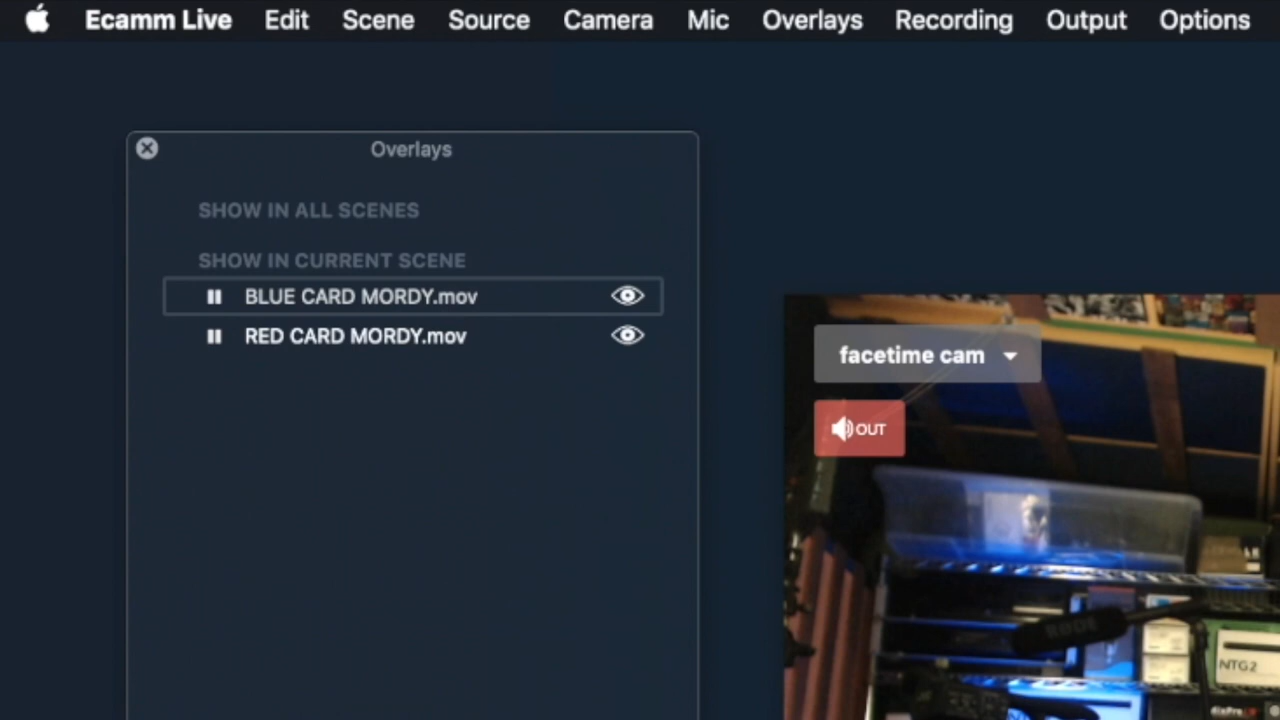 Ecamm Live Edit Scene Source Camera Mic Overlays Recording Output Options
Overlays
SHOW IN ALL SCENES
SHOW IN CURRENT SCENE
BLUE CARD MORDY.mov
RED CARD MORDY.mov
facetime cam
OUT
RODE
NTG2